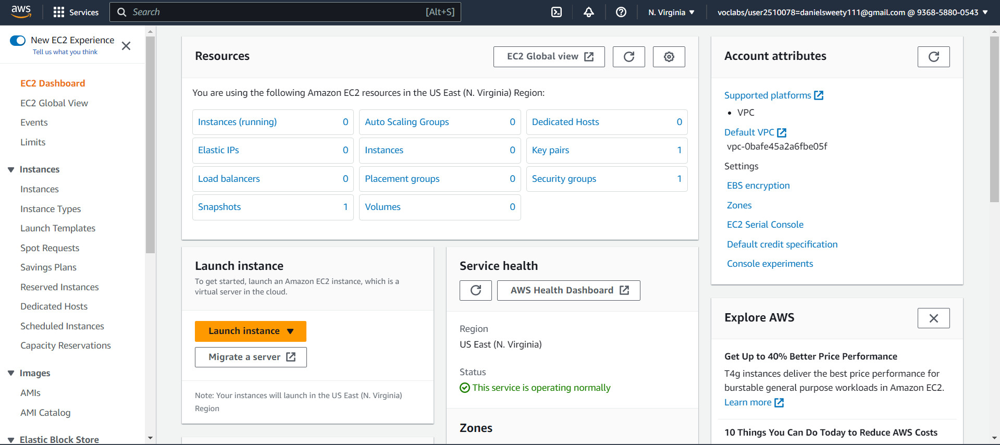 aws
Services
Search
[Alt+S]
N. Virginia
voclabs/user2510078=danielsweety111@gmail.com @ 9368-5880-0543
New EC2 Experience
Tell us what you think
EC2 Dashboard
EC2 Global View
Events
Limits
Instances
Instances
Instance Types
Launch Templates
Spot Requests
Savings Plans
Reserved Instances
Dedicated Hosts
Scheduled Instances
Capacity Reservations
Images
AMIs
AMI Catalog
Elastic Block Store
Resources
EC2 Global view
You are using the following Amazon EC2 resources in the US East (N. Virginia) Region:
Instances (running) 0
Auto Scaling Groups 0
Dedicated Hosts 0
Elastic IPs 0
Instances 0
Key pairs 1
Load balancers 0
Placement groups 0
Security groups 1
Snapshots 1
Volumes 0
Launch instance
To get started, launch an Amazon EC2 instance, which is a
virtual server in the cloud.
Launch instance
Migrate a server
Note: Your instances will launch in the US East (N. Virginia)
Region
Service health
AWS Health Dashboard
Region
US East (N. Virginia)
Status
This service is operating normally
Zones
Account attributes
Supported platforms
• VPC
Default VPC
vpc-0bafe45a2a6fbe05f
Settings
EBS encryption
Zones
EC2 Serial Console
Default credit specification
Console experiments
Explore AWS
Get Up to 40% Better Price Performance
T4g instances deliver the best price performance for
burstable general purpose workloads in Amazon EC2.
Learn more
10 Things You Can Do Today to Reduce AWS Costs